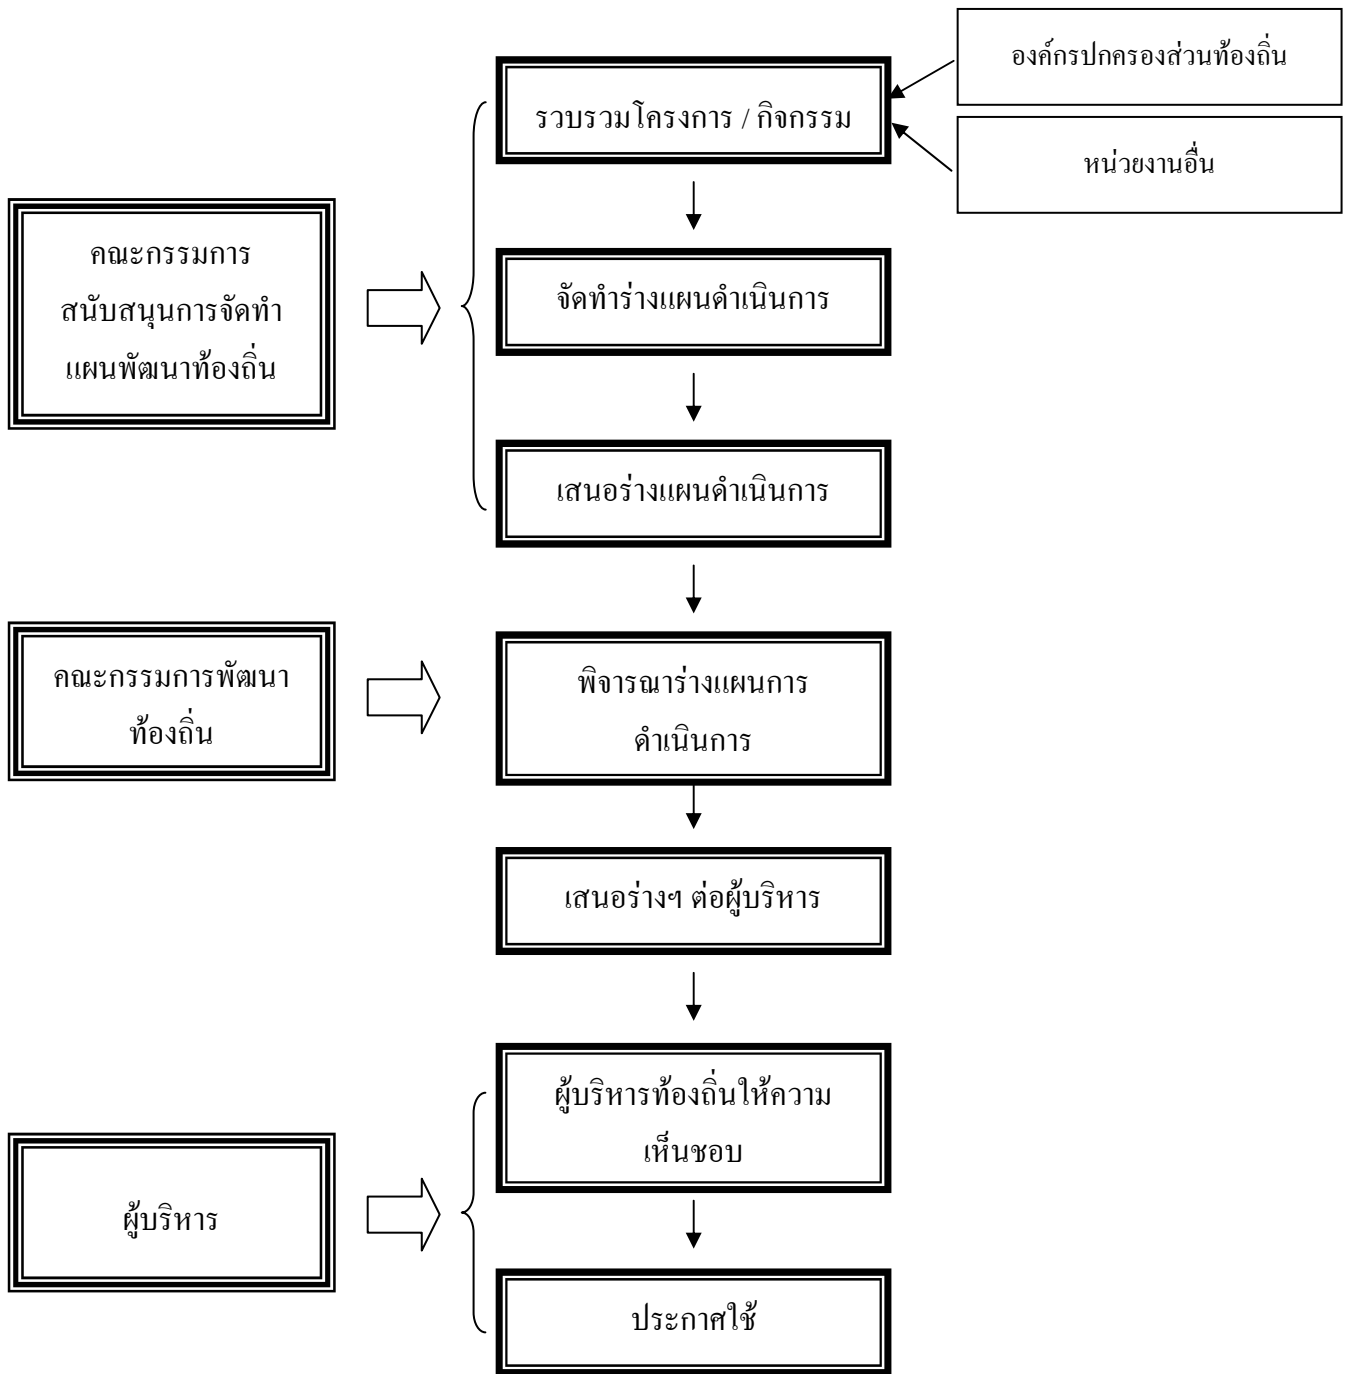 องค์กรปกครองส่วนท้องถิ่น
รวบรวมโครงการ / กิจกรรม
หน่วยงานอื่น
คณะกรรมการ
สนับสนุนการจัดทำ
แผนพัฒนาท้องถิ่น
จัดทำร่างแผนดำเนินการ
เสนอร่างแผนดำเนินการ
คณะกรรมการพัฒนา
ท้องถิ่น
พิจารณาร่างแผนการ
ดำเนินการ
เสนอร่างฯ ต่อผู้บริหาร
ผู้บริหารท้องถิ่นให้ความ
เห็นชอบ
ผู้บริหาร
ประกาศใช้